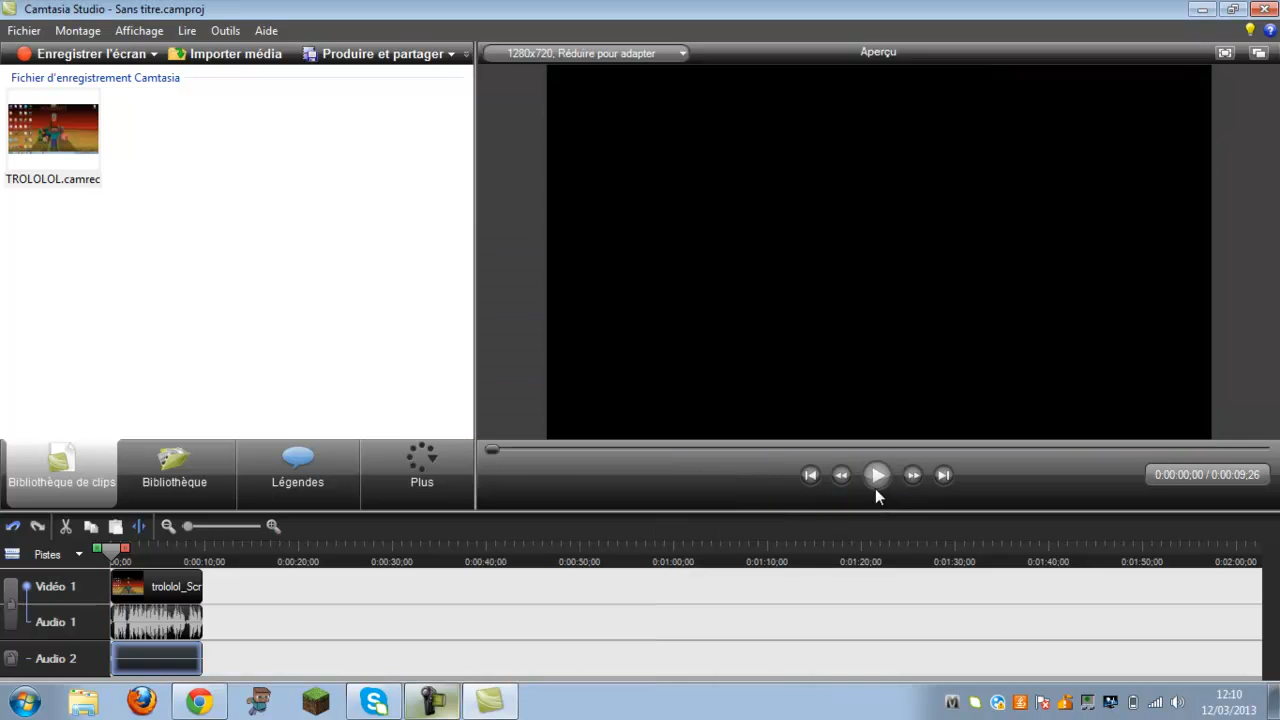 Camtasia Studio - Sans titre.camproj
Fichier Montage Affichage Lire Outils Aide
Enregistrer l'écran Importer média Produire et partager
1280x720, Réduire pour adapter
Aperçu
Fichier d'enregistrement Camtasia
TROLOLOL.camrec
Bibliothèque de clips
Bibliothèque
Légendes
Plus
0:00:00;00 / 0:00:09,26
Pistes
00;00 0:00:10;00 0:00:20;00 0:00:30;00 0:00:40;00 0:00:50;00 0:01:00;00 0:01:10;00 0:01:20;00 0:01:30;00 0:01:40;00 0:01:50;00 0:02:00;00
Vidéo 1
trololol_Scr
Audio 1
Audio 2
12:10
12/03/2013